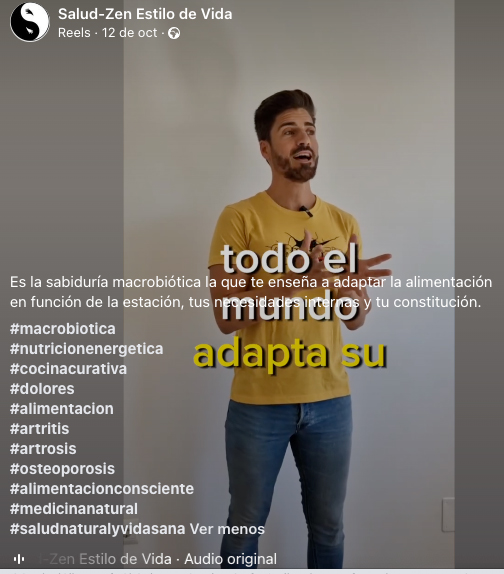 Salud-Zen Estilo de Vida
Reels · 12 de oct ·
todo el
Es la sabiduría macrobiótica la que te enseña a adaptar la alimentación
en función de la estación, tus necesidades internas y tu constitución.
mundo
#macrobiotica
#nutricionenergetica
adapta su
#cocinacurativa
#dolores
#alimentacion
#artritis
#artrosis
#osteoporosis
#alimentacionconsciente
#medicinanatural
#saludnaturalyvidasana Ver menos
-Zen Estilo de Vida · Audio original